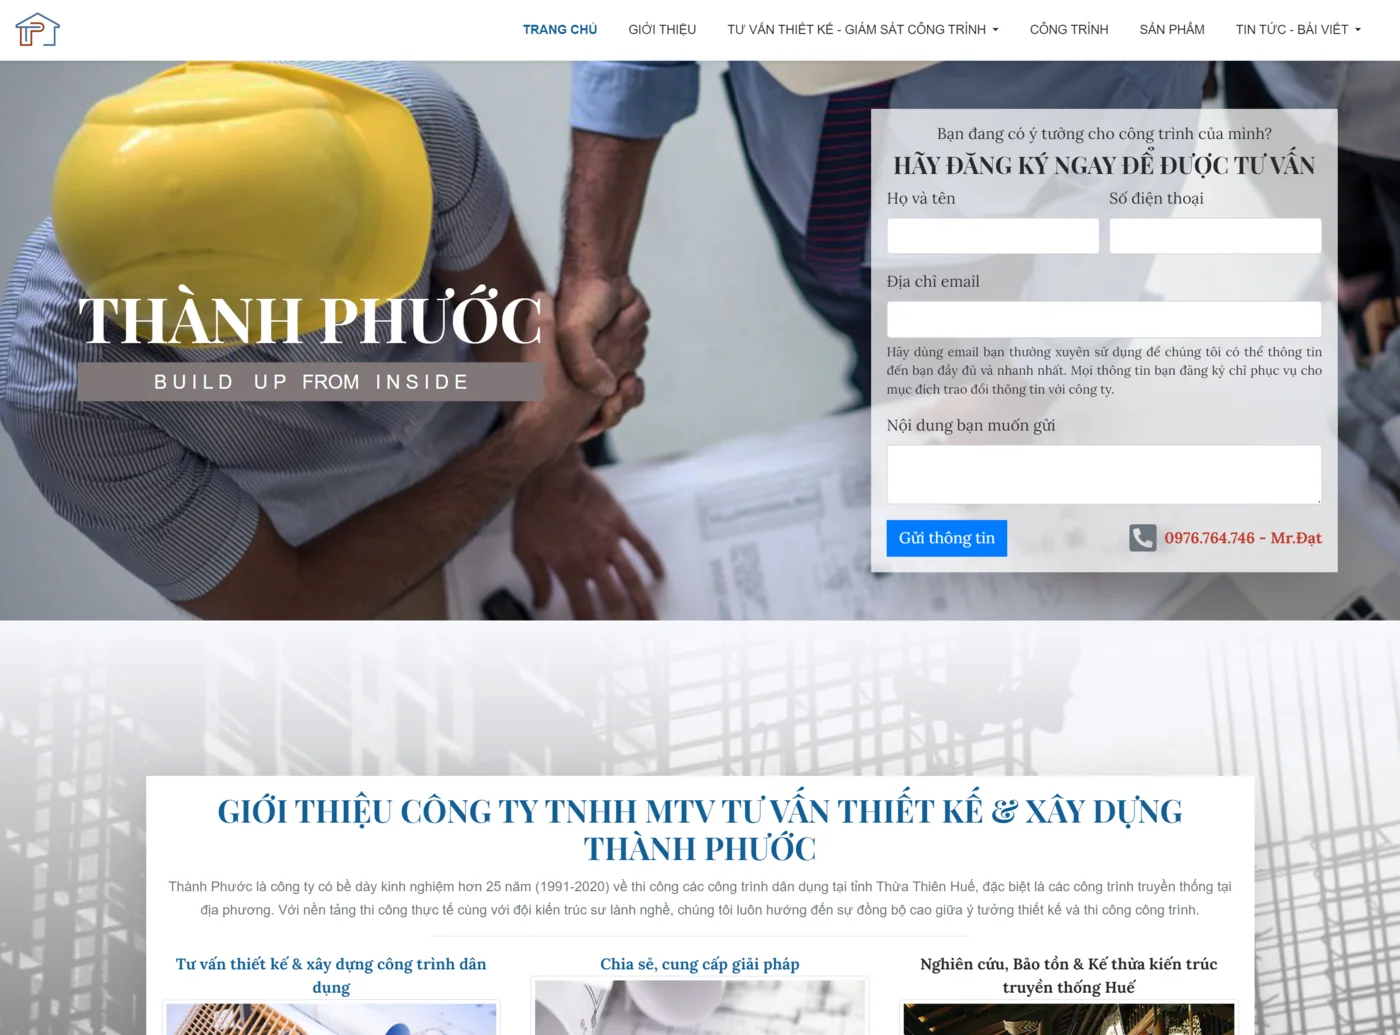 TRANG CHỦ
GIỚI THIỆU
TƯ VẤN THIẾT KẾ - GIÁM SÁT CÔNG TRÌNH
CÔNG TRÌNH
SẢN PHẨM
TIN TỨC - BÀI VIẾT
THÀNH PHƯỚC
BUILD UP FROM INSIDE
Bạn đang có ý tưởng cho công trình của mình?
HÃY ĐĂNG KÝ NGAY ĐỂ ĐƯỢC TƯ VẤN
Họ và tên
Số điện thoại
Địa chỉ email
Hãy dùng email bạn thường xuyên sử dụng để chúng tôi có thể thông tin
đến bạn đầy đủ và nhanh nhất. Mọi thông tin bạn đăng ký chỉ phục vụ cho
mục đích trao đổi thông tin với công ty.
Nội dung bạn muốn gửi
Gửi thông tin
0976.764.746 - Mr.Đạt
GIỚI THIỆU CÔNG TY TNHH MTV TƯ VẤN THIẾT KẾ & XÂY DỰNG
THÀNH PHƯỚC
Thành Phước là công ty có bề dày kinh nghiệm hơn 25 năm (1991-2020) về thi công các công trình dân dụng tại tỉnh Thừa Thiên Huế, đặc biệt là các công trình truyền thống tại
địa phương. Với nền tảng thi công thực tế cùng với đội kiến trúc sư lành nghề, chúng tôi luôn hướng đến sự đồng bộ cao giữa ý tưởng thiết kế và thi công công trình.
Tư vấn thiết kế & xây dựng công trình dân
dụng
Chia sẻ, cung cấp giải pháp
Nghiên cứu, Bảo tồn & Kế thừa kiến trúc
truyền thống Huế